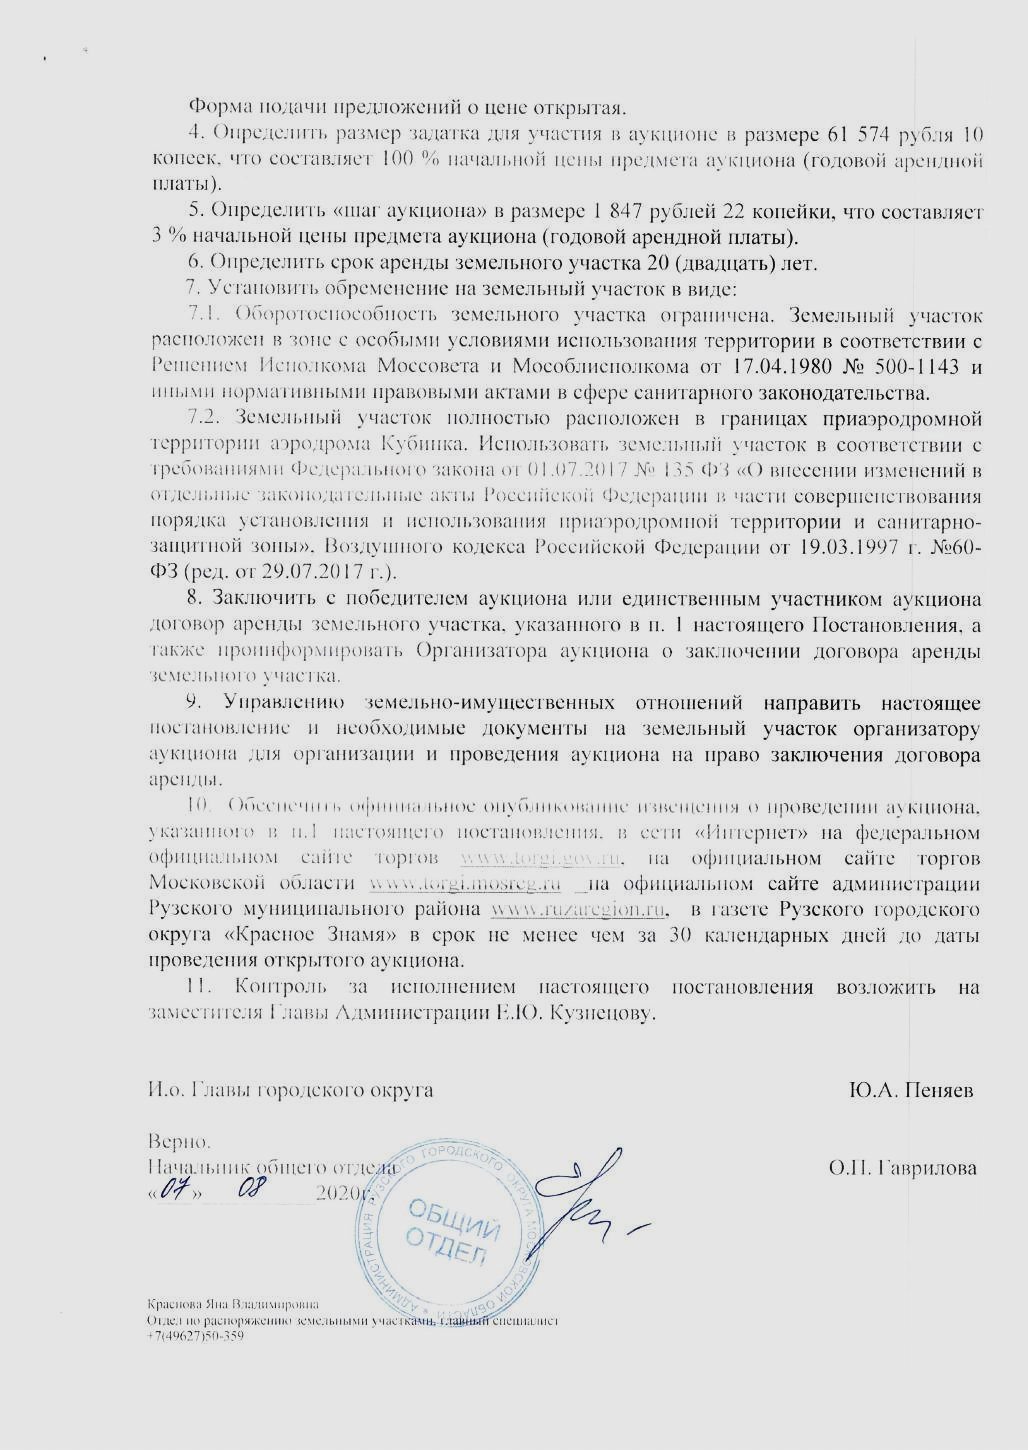 Форма подачи предложений о цене открытая.
4. Определить размер задатка для участия в аукционе в размере 61 574 рубля 10
копеек, что составляет 100 % начальной цены предмета аукциона (годовой арендной
платы).
5. Определить «шаг аукциона» в размере 1 847 рублей 22 копейки, что составляет
3 % начальной цены предмета аукциона (годовой арендной платы).
6. Определить срок аренды земельного участка 20 (двадцать) лет.
7. Установить обременение на земельный участок в виде:
7.1. Оборотоспособность земельного участка ограничена. Земельный участок
расположен в зоне с особыми условиями использования территории в соответствии с
Решением Исполкома Моссовета и Мособлисполкома от 17.04.1980 № 500-1143 и
иными нормативными правовыми актами в сфере санитарного законодательства.
7.2. Земельный участок полностью расположен в границах приаэродромной
территории аэродрома Кубинка. Использовать земельный участок в соответствии с
требованиями Федерального закона от 01.07.2017 № 135 ФЗ «О внесении изменений в
отдельные законодательные акты Российской Федерации в части совершенствования
порядка установления и использования приаэродромной территории и санитарно-
защитной зоны», Воздушного кодекса Российской Федерации от 19.03.1997 г. №60-
ФЗ (ред. от 29.07.2017 г.).
8. Заключить с победителем аукциона или единственным участником аукциона
договор аренды земельного участка, указанного в п. 1 настоящего Постановления, а
также проинформировать Организатора аукциона о заключении договора аренды
земельного участка.
9. Управлению земельно-имущественных отношений направить настоящее
постановление и необходимые документы на земельный участок организатору
аукциона для организации и проведения аукциона на право заключения договора
аренды.
10. Обеспечить официальное опубликование извещения о проведении аукциона,
указанного в п.1 настоящего постановления, в сети «Интернет» на федеральном
официальном сайте торгов www.torgi.gov.ru, на официальном сайте торгов
Московской области www.torgi.mosreg.ru на официальном сайте администрации
Рузского муниципального района www.ruzaregion.ru, в газете Рузского городского
округа «Красное Знамя» в срок не менее чем за 30 календарных дней до даты
проведения открытого аукциона.
11. Контроль за исполнением настоящего постановления возложить на
заместителя Главы Администрации Е.Ю. Кузнецову.
И.о. Главы городского округа Ю.А. Пеняев
Верно.
Начальник общего отдела О.П. Гаврилова
«07» 08 2020г.
АДМИНИСТРАЦИЯ РУЗСКОГО ГОРОДСКОГО ОКРУГА МОСКОВСКОЙ ОБЛАСТИ *
ОБЩИЙ
ОТДЕЛ
Краснова Яна Владимировна
Отдел по распоряжению земельными участками, главный специалист
+7(49627)50-359